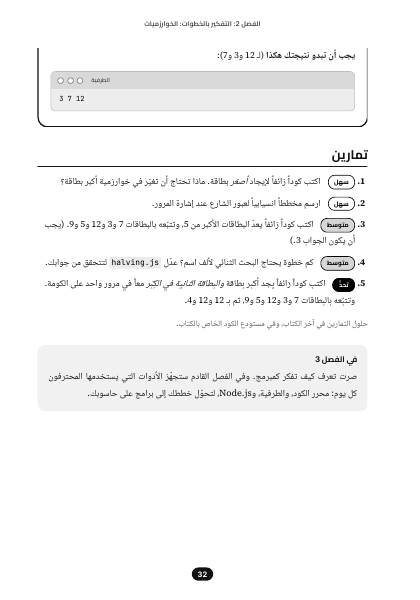 الفصل 2: التفكير بالخطوات: الخوارزميات
يجب أن تبدو نتيجتك هكذا (لـ 12 و3 و7):
الطرفية
3 7 12
تمارين
1. سهل اكتب كوداً زائفاً لإيجاد أصغر بطاقة. ماذا تحتاج أن تغيّر في خوارزمية أكبر بطاقة؟
2. سهل ارسم مخططاً انسيابياً لعبور الشارع عند إشارة المرور.
3. متوسط اكتب كوداً زائفاً يعدّ البطاقات الأكبر من 5, وتتبّعه بالبطاقات 7 و3 و12 و5 و9. (يجب
أن يكون الجواب 3.)
4. متوسط كم خطوة يحتاج البحث الثنائي لألف اسم؟ عدّل halving.js لتتحقق من جوابك.
5. تحدٍّ اكتب كوداً زائفاً يجد أكبر بطاقة والبطاقة الثانية في الكِبَر معاً في مرور واحد على الكومة.
وتتبّعه بالبطاقات 7 و3 و12 و5 و9, ثم بـ 12 و12 و4.
حلول التمارين في آخر الكتاب, وفي مستودع الكود الخاص بالكتاب.
في الفصل 3
صرت تعرف كيف تفكر كمبرمج. وفي الفصل القادم ستجهّز الأدوات التي يستخدمها المحترفون
كل يوم: محرر الكود, والطرفية, وNode.js, لتحوّل خططك إلى برامج على حاسوبك.
32